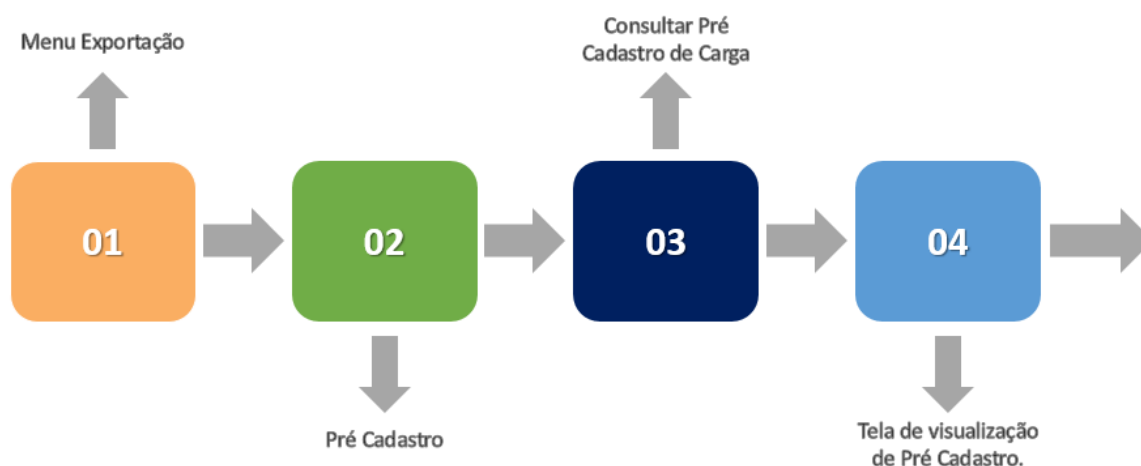 Menu Exportação
Consultar Pré
Cadastro de Carga
01
02
03
04
Pré Cadastro
Tela de visualização
de Pré Cadastro.